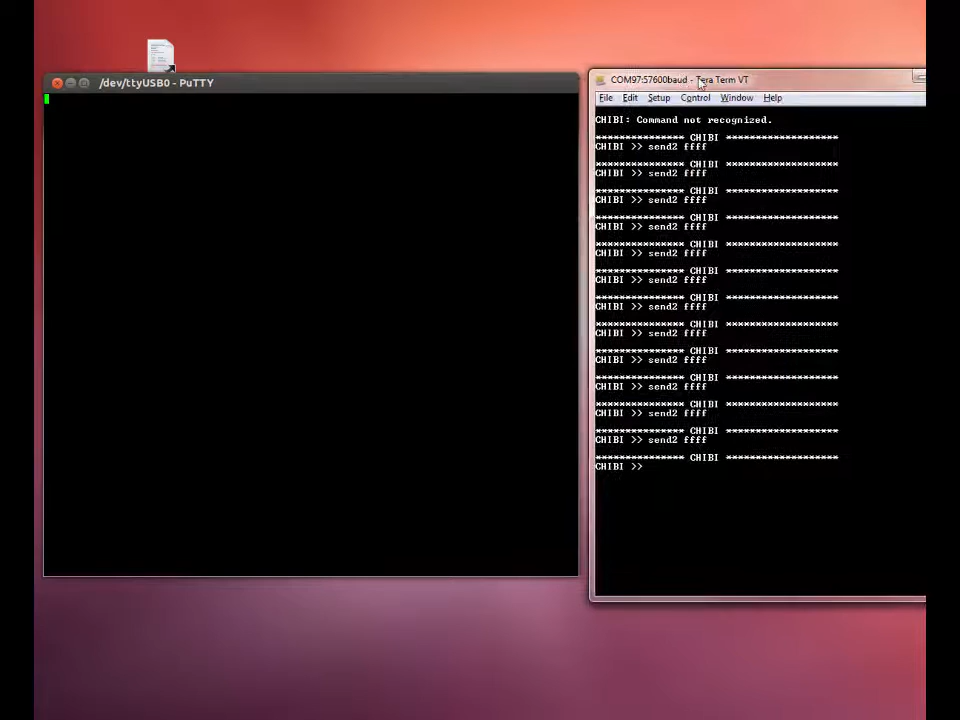 /dev/ttyUSB0 - PuTTY
COM97:57600baud - Tera Term VT
File Edit Setup Control Window Help
CHIBI: Command not recognized.
*************** CHIBI *******************
CHIBI >> send2 ffff
*************** CHIBI *******************
CHIBI >> send2 ffff
*************** CHIBI *******************
CHIBI >> send2 ffff
*************** CHIBI *******************
CHIBI >> send2 ffff
*************** CHIBI *******************
CHIBI >> send2 ffff
*************** CHIBI *******************
CHIBI >> send2 ffff
*************** CHIBI *******************
CHIBI >> send2 ffff
*************** CHIBI *******************
CHIBI >> send2 ffff
*************** CHIBI *******************
CHIBI >> send2 ffff
*************** CHIBI *******************
CHIBI >> send2 ffff
*************** CHIBI *******************
CHIBI >> send2 ffff
*************** CHIBI *******************
CHIBI >> send2 ffff
*************** CHIBI *******************
CHIBI >>